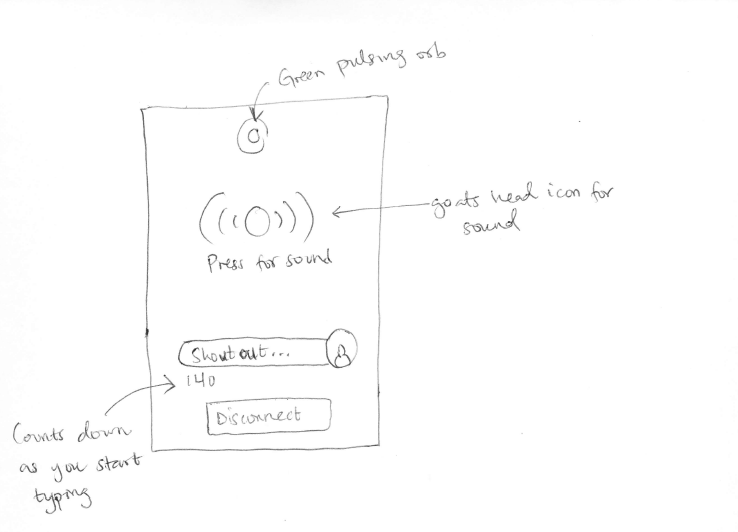 Green pulsing orb
goats head icon for
sound
Press for sound
Shout out...
140
Disconnect
Counts down
as you start
typing